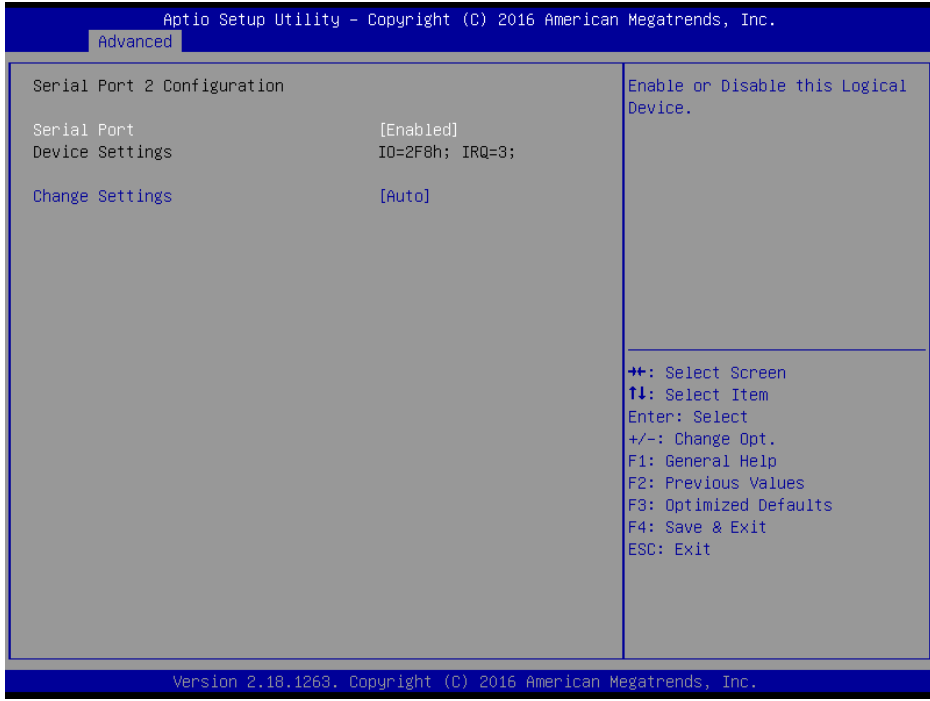 Aptio Setup Utility – Copyright (C) 2016 American Megatrends, Inc.
Advanced
Serial Port 2 Configuration
Serial Port [Enabled]
Device Settings IO=2F8h; IRQ=3;
Change Settings [Auto]
Enable or Disable this Logical
Device.
→←: Select Screen
↑↓: Select Item
Enter: Select
+/-: Change Opt.
F1: General Help
F2: Previous Values
F3: Optimized Defaults
F4: Save & Exit
ESC: Exit
Version 2.18.1263. Copyright (C) 2016 American Megatrends, Inc.